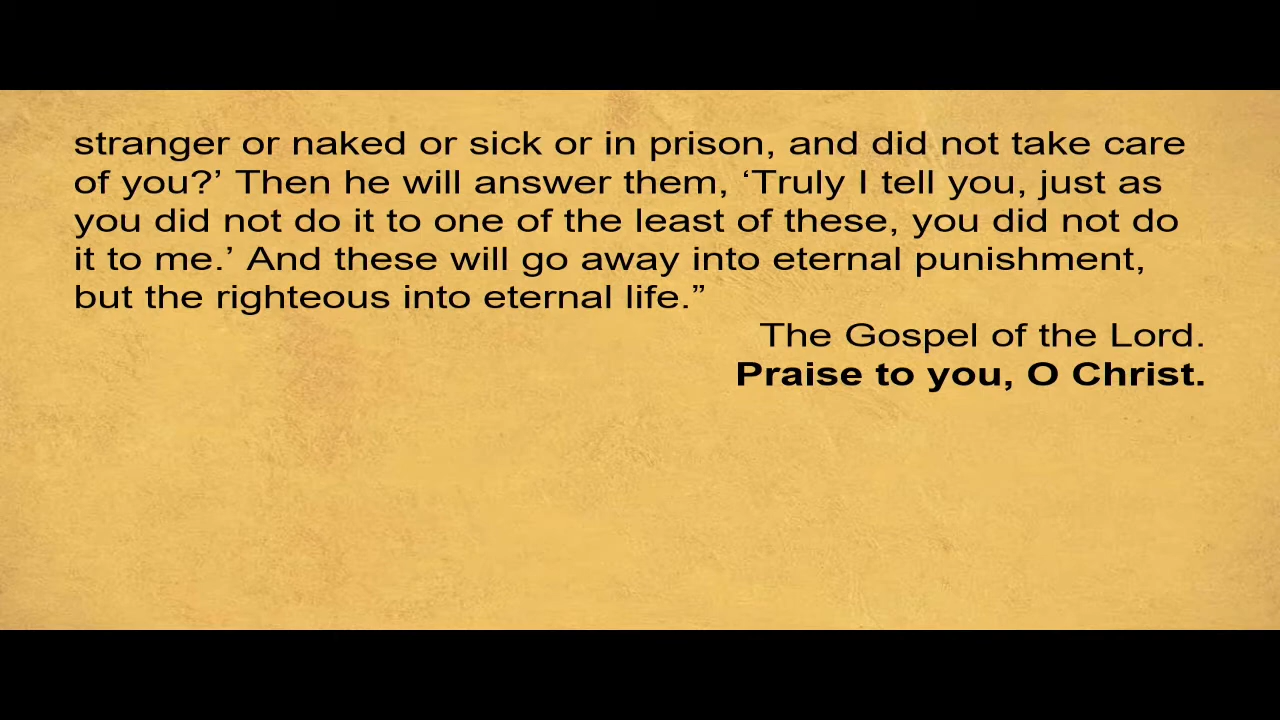 stranger or naked or sick or in prison, and did not take care
of you?’ Then he will answer them, ‘Truly I tell you, just as
you did not do it to one of the least of these, you did not do
it to me.’ And these will go away into eternal punishment,
but the righteous into eternal life.”
The Gospel of the Lord.
Praise to you, O Christ.